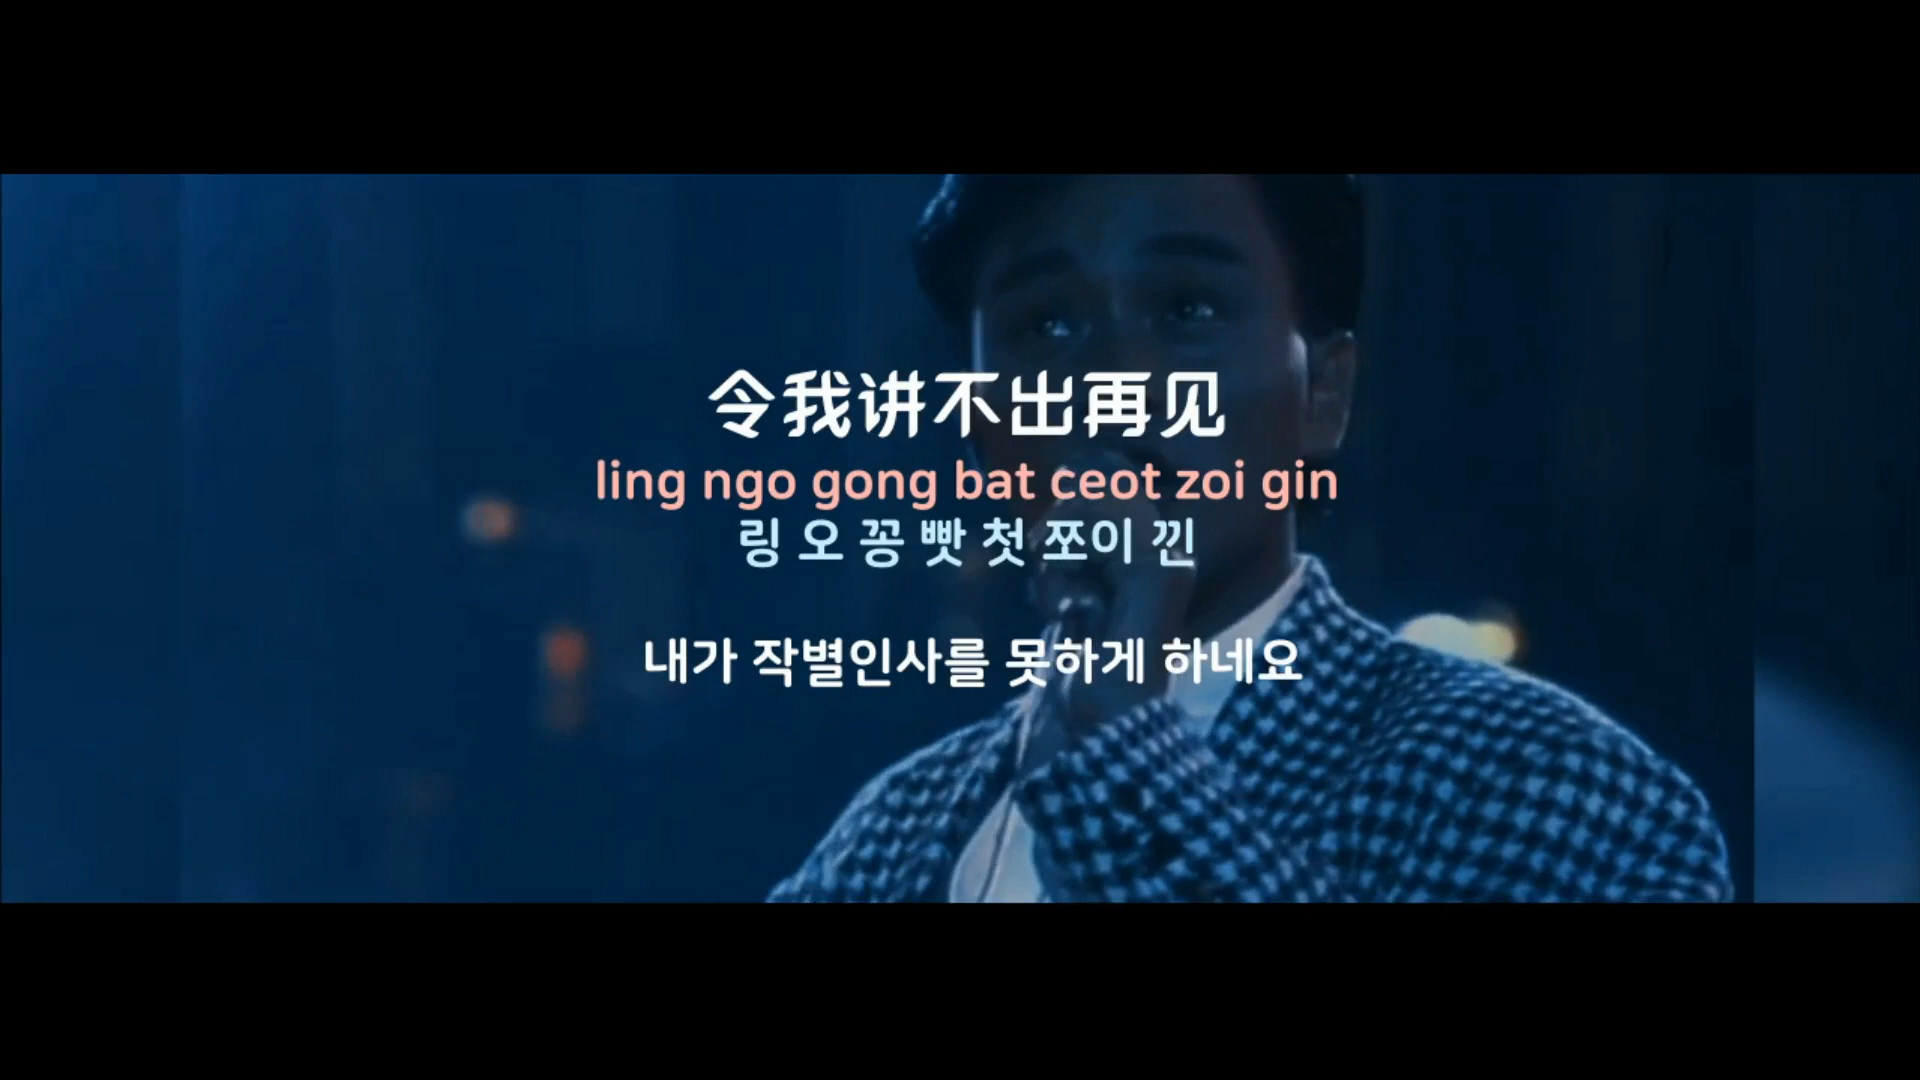 令我讲不出再见
ling ngo gong bat ceot zoi gin
링 오 꽁 빳 첫 쪼이 낀
내가 작별인사를 못하게 하네요